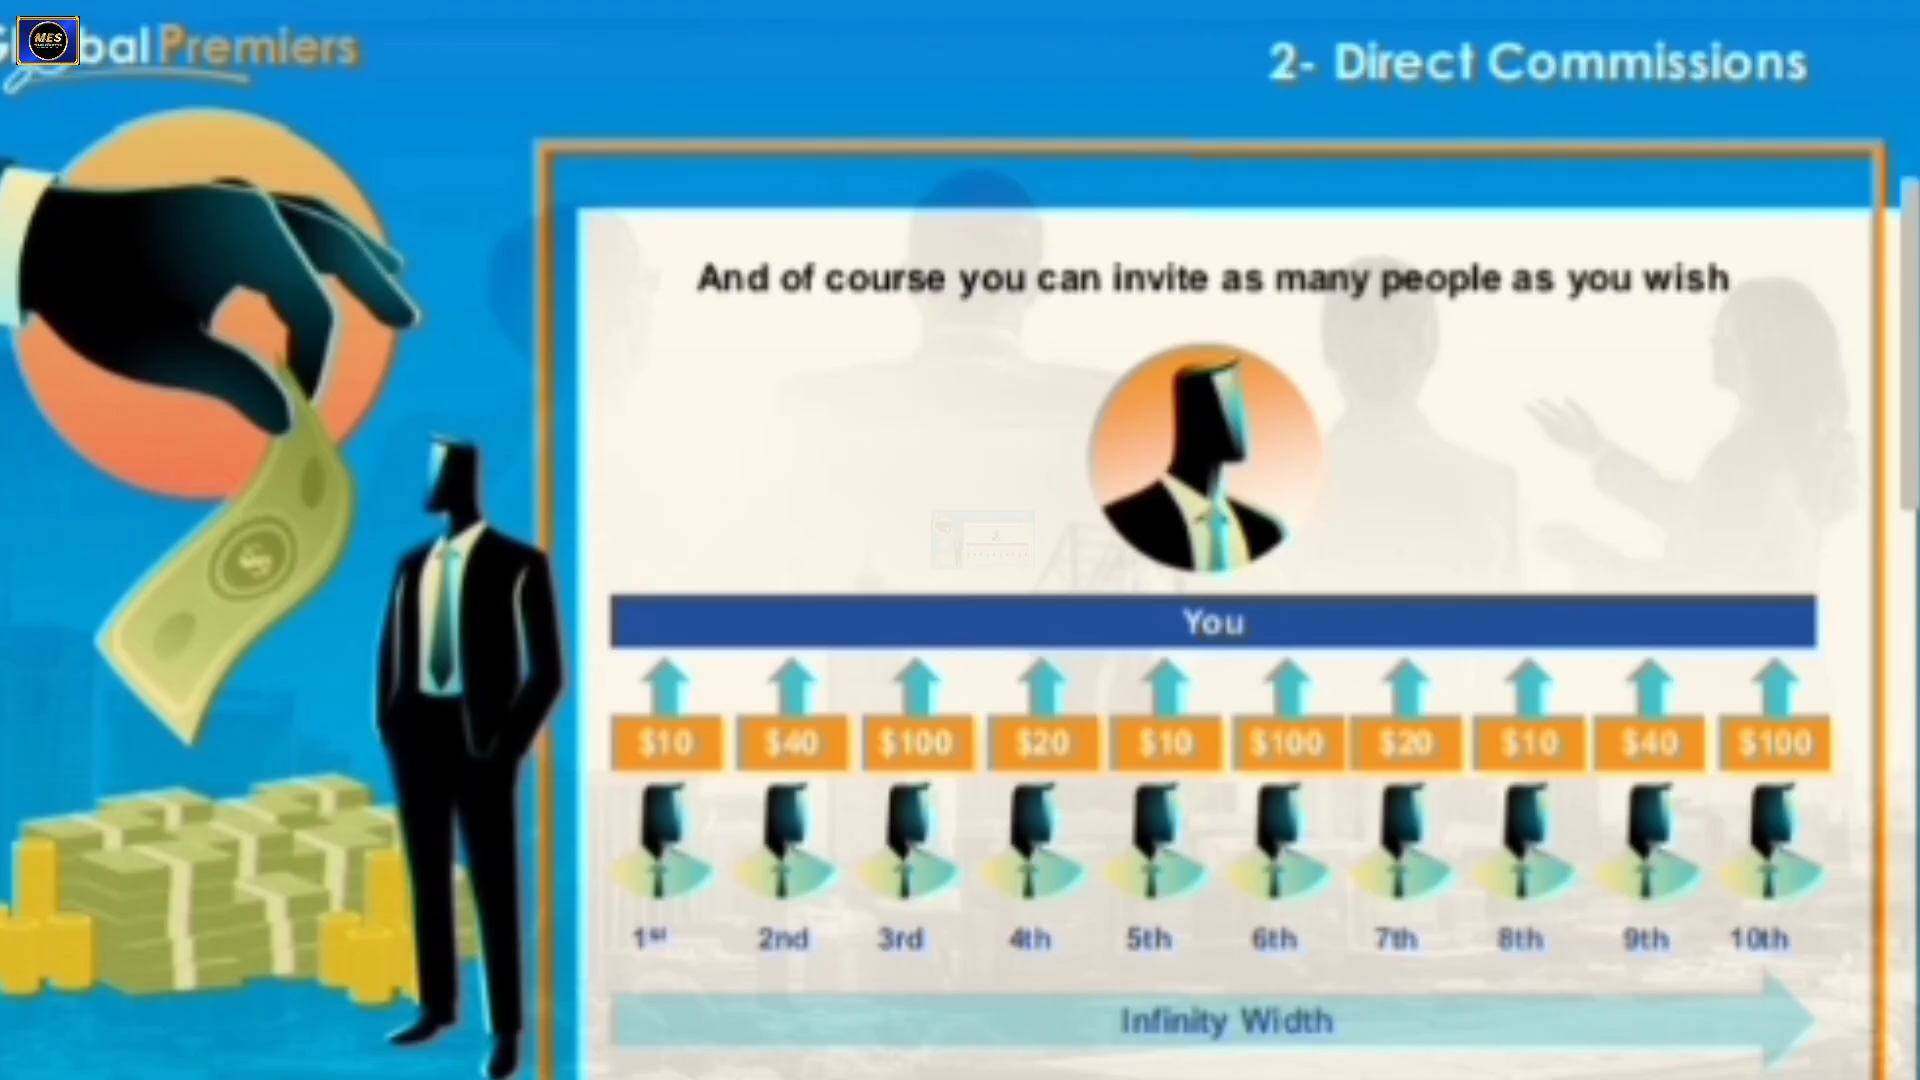 MES
Global Premiers
2- Direct Commissions
And of course you can invite as many people as you wish
You
$10 $40 $100 $20 $10 $100 $20 $10 $40 $100
1st 2nd 3rd 4th 5th 6th 7th 8th 9th 10th
Infinity Width